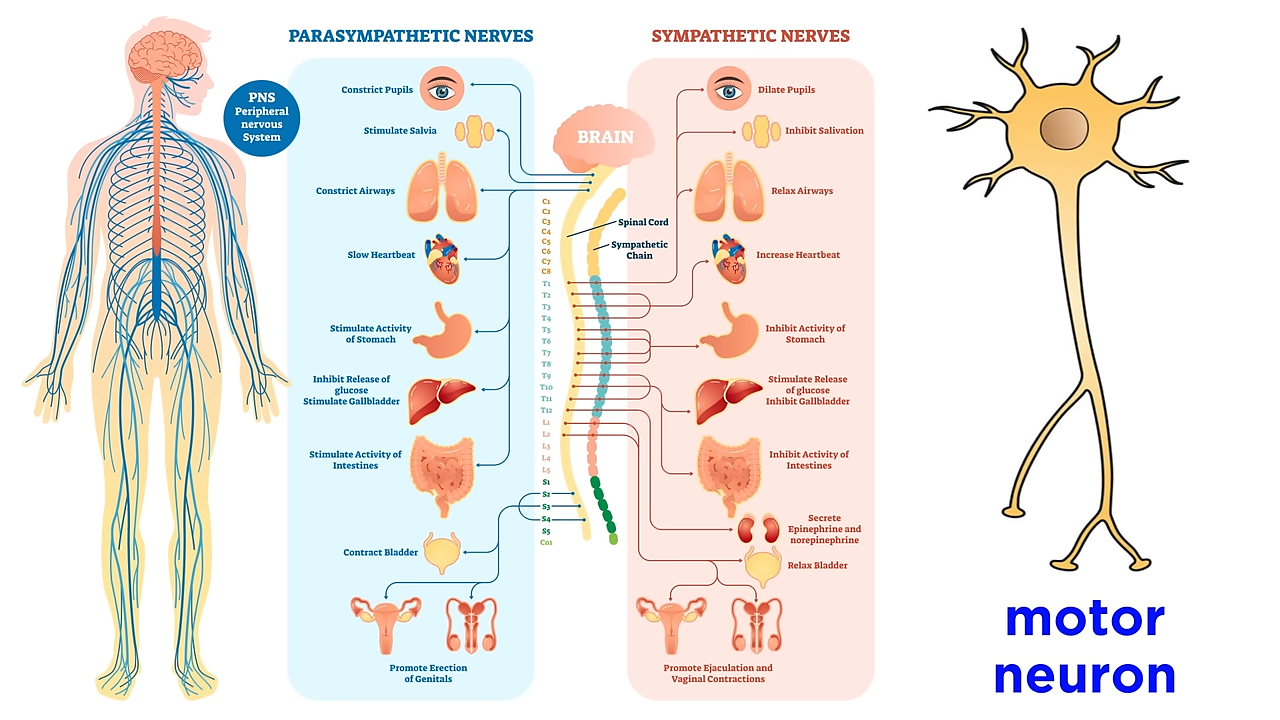 PARASYMPATHETIC NERVES
SYMPATHETIC NERVES
PNS
Peripheral
nervous
System
Constrict Pupils
Stimulate Salvia
Constrict Airways
Slow Heartbeat
Stimulate Activity
of Stomach
Inhibit Release of
glucose
Stimulate Gallbladder
Stimulate Activity of
Intestines
Contract Bladder
Promote Erection
of Genitals
BRAIN
Spinal Cord
Sympathetic
Chain
C1
C2
C3
C4
C5
C6
C7
C8
T1
T2
T3
T4
T5
T6
T7
T8
T9
T10
T11
T12
L1
L2
L3
L4
L5
S1
S2
S3
S4
S5
Co1
Dilate Pupils
Inhibit Salivation
Relax Airways
Increase Heartbeat
Inhibit Activity of
Stomach
Stimulate Release
of glucose
Inhibit Gallbladder
Inhibit Activity of
Intestines
Secrete
Epinephrine and
norepinephrine
Relax Bladder
Promote Ejaculation and
Vaginal Contractions
motor
neuron